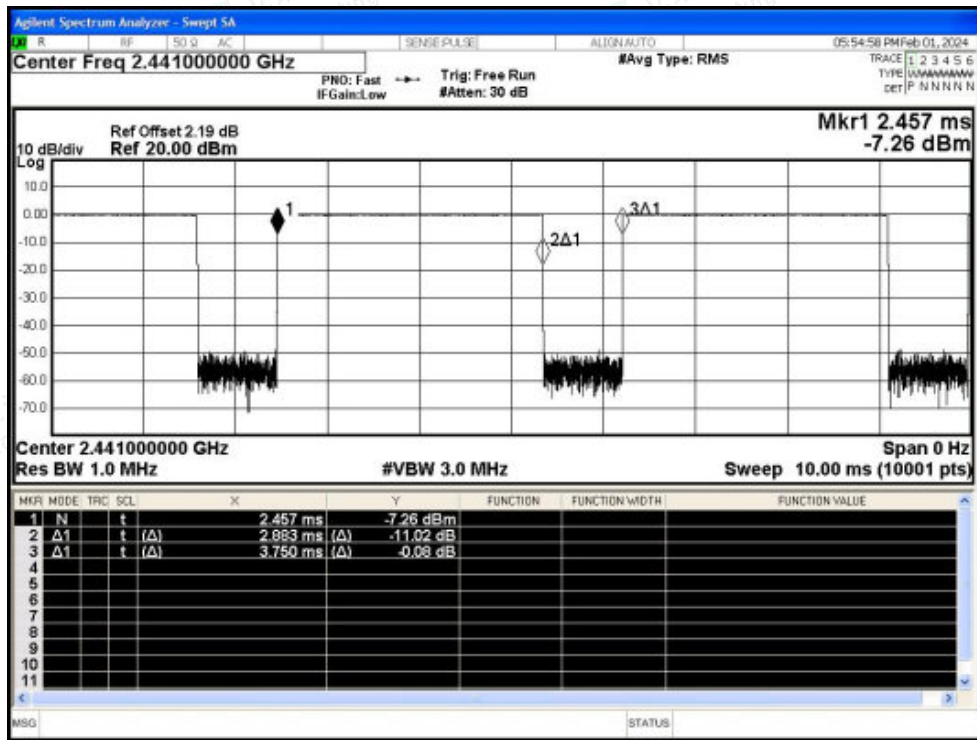 Agilent Spectrum Analyzer - Swept SA
R RF 50 Ω AC SENSE:PULSE ALIGN AUTO 05:54:58 PM Feb 01, 2024
Center Freq 2.441000000 GHz #Avg Type: RMS TRACE 1 2 3 4 5 6
PNO: Fast Trig: Free Run TYPE WWWWWW
IFGain:Low #Atten: 30 dB DET P N N N N N
Mkr1 2.457 ms
Ref Offset 2.19 dB
10 dB/div Ref 20.00 dBm -7.26 dBm
Log
10.0
0.00 1 3Δ1
-10.0 2Δ1
-20.0
-30.0
-40.0
-50.0
-60.0
-70.0
Center 2.441000000 GHz Span 0 Hz
Res BW 1.0 MHz #VBW 3.0 MHz Sweep 10.00 ms (10001 pts)
MKR MODE TRC SCL X Y FUNCTION FUNCTION WIDTH FUNCTION VALUE
1 N t 2.457 ms -7.26 dBm
2 Δ1 t (Δ) 2.883 ms (Δ) -11.02 dB
3 Δ1 t (Δ) 3.750 ms (Δ) -0.08 dB
4
5
6
7
8
9
10
11
MSG STATUS